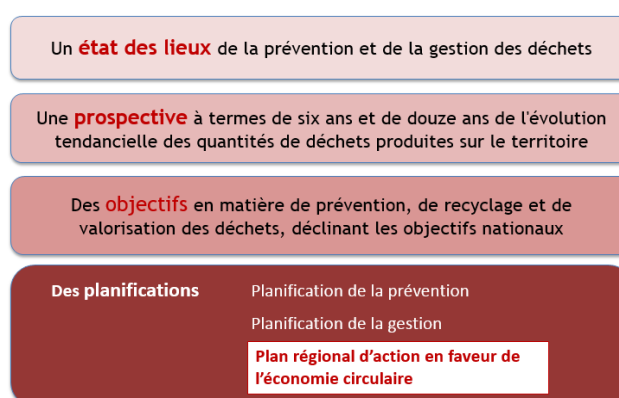 Un état des lieux de la prévention et de la gestion des déchets
Une prospective à termes de six ans et de douze ans de l'évolution
tendancielle des quantités de déchets produites sur le territoire
Des objectifs en matière de prévention, de recyclage et de
valorisation des déchets, déclinant les objectifs nationaux
Des planifications
Planification de la prévention
Planification de la gestion
Plan régional d’action en faveur de
l’économie circulaire